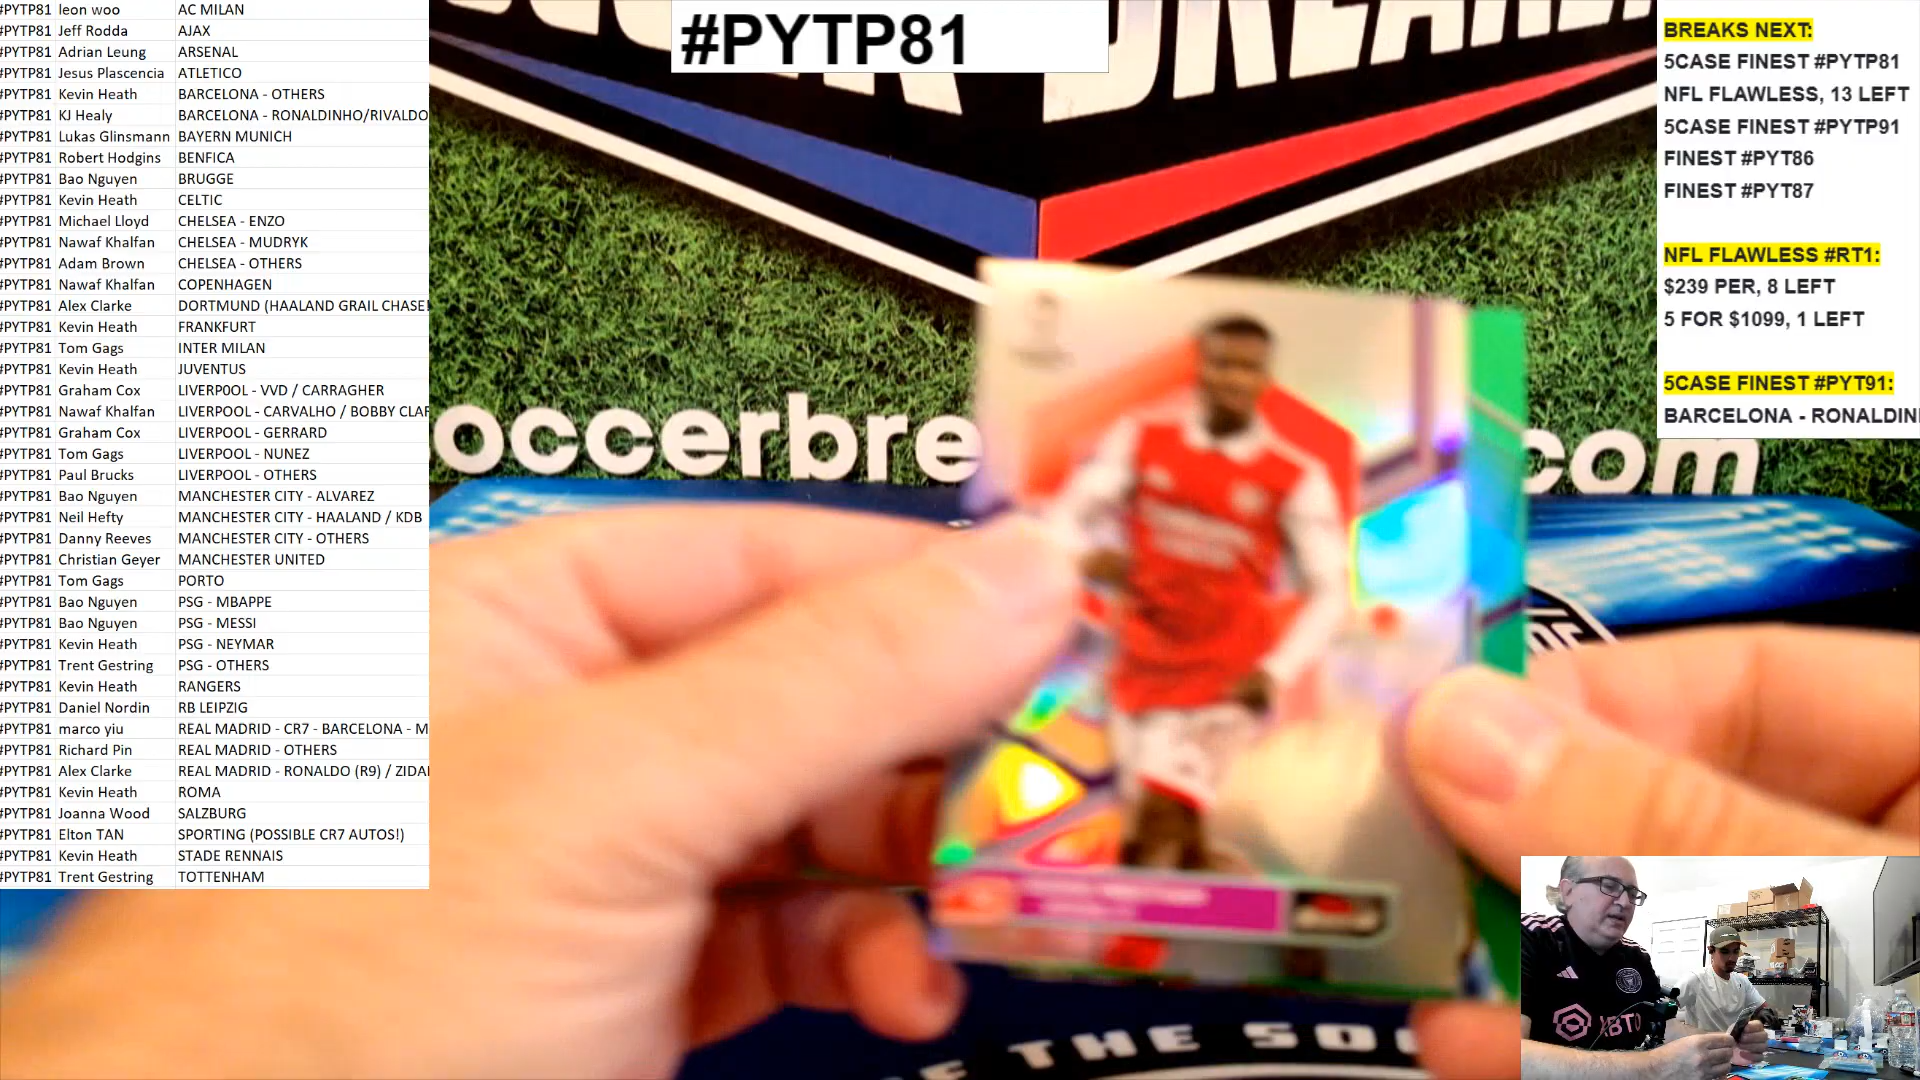 #PYTP81 leon woo AC MILAN
#PYTP81 Jeff Rodda AJAX
#PYTP81 Adrian Leung ARSENAL
#PYTP81 Jesus Plascencia ATLETICO
#PYTP81 Kevin Heath BARCELONA - OTHERS
#PYTP81 KJ Healy BARCELONA - RONALDINHO/RIVALDO
#PYTP81 Lukas Glinsmann BAYERN MUNICH
#PYTP81 Robert Hodgins BENFICA
#PYTP81 Bao Nguyen BRUGGE
#PYTP81 Kevin Heath CELTIC
#PYTP81 Michael Lloyd CHELSEA - ENZO
#PYTP81 Nawaf Khalfan CHELSEA - MUDRYK
#PYTP81 Adam Brown CHELSEA - OTHERS
#PYTP81 Nawaf Khalfan COPENHAGEN
#PYTP81 Alex Clarke DORTMUND (HAALAND GRAIL CHASE!
#PYTP81 Kevin Heath FRANKFURT
#PYTP81 Tom Gags INTER MILAN
#PYTP81 Kevin Heath JUVENTUS
#PYTP81 Graham Cox LIVERP0OL - VVD / CARRAGHER
#PYTP81 Nawaf Khalfan LIVERPOOL - CARVALHO / BOBBY CLAR
#PYTP81 Graham Cox LIVERPOOL - GERRARD
#PYTP81 Tom Gags LIVERPOOL - NUNEZ
#PYTP81 Paul Brucks LIVERPOOL - OTHERS
#PYTP81 Bao Nguyen MANCHESTER CITY - ALVAREZ
#PYTP81 Neil Hefty MANCHESTER CITY - HAALAND / KDB
#PYTP81 Danny Reeves MANCHESTER CITY - OTHERS
#PYTP81 Christian Geyer MANCHESTER UNITED
#PYTP81 Tom Gags PORTO
#PYTP81 Bao Nguyen PSG - MBAPPE
#PYTP81 Bao Nguyen PSG - MESSI
#PYTP81 Kevin Heath PSG - NEYMAR
#PYTP81 Trent Gestring PSG - OTHERS
#PYTP81 Kevin Heath RANGERS
#PYTP81 Daniel Nordin RB LEIPZIG
#PYTP81 marco yiu REAL MADRID - CR7 - BARCELONA - M
#PYTP81 Richard Pin REAL MADRID - OTHERS
#PYTP81 Alex Clarke REAL MADRID - RONALDO (R9) / ZIDA
#PYTP81 Kevin Heath ROMA
#PYTP81 Joanna Wood SALZBURG
#PYTP81 Elton TAN SPORTING (POSSIBLE CR7 AUTOS!)
#PYTP81 Kevin Heath STADE RENNAIS
#PYTP81 Trent Gestring TOTTENHAM
#PYTP81
occerbre com
THE SOC
BREAKS NEXT:
5CASE FINEST #PYTP81
NFL FLAWLESS, 13 LEFT
5CASE FINEST #PYTP91
FINEST #PYT86
FINEST #PYT87
NFL FLAWLESS #RT1:
$239 PER, 8 LEFT
5 FOR $1099, 1 LEFT
5CASE FINEST #PYT91:
BARCELONA - RONALDIN
XBTO